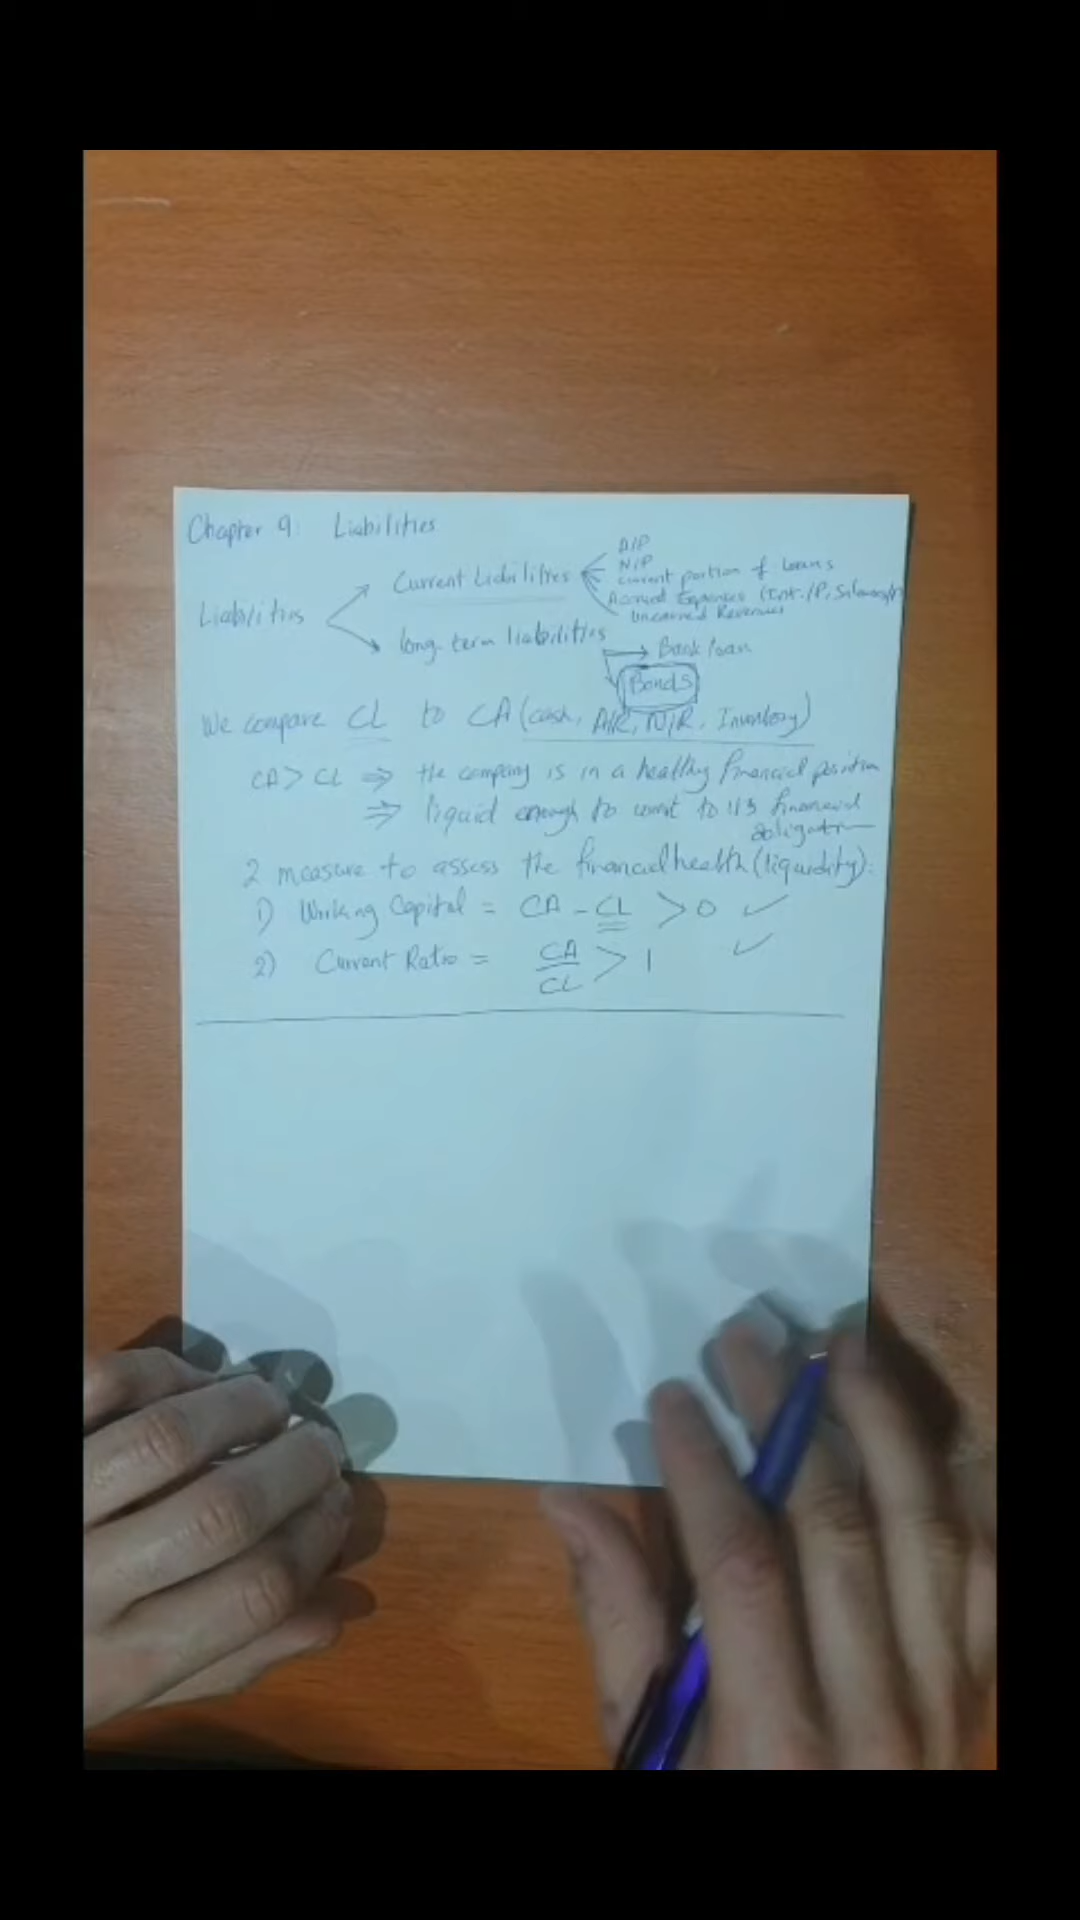 Chapter 9: Liabilities
A/P
N/P
Current Liabilities
current portion of loans
Accrued Expenses (Int./P, Salaries/P)
Unearned Revenues
Liabilities
long-term liabilities
Bank loan
Bonds
We compare CL to CA (cash, A/R, N/R, Inventory)
CA > CL ⇒ the company is in a healthy financial position
⇒ liquid enough to to its financial
obligation
2 measure to assess the financial health (liquidity):
1) Working Capital = CA - CL > 0 ✓
2) Current Ratio = CA/CL > 1 ✓